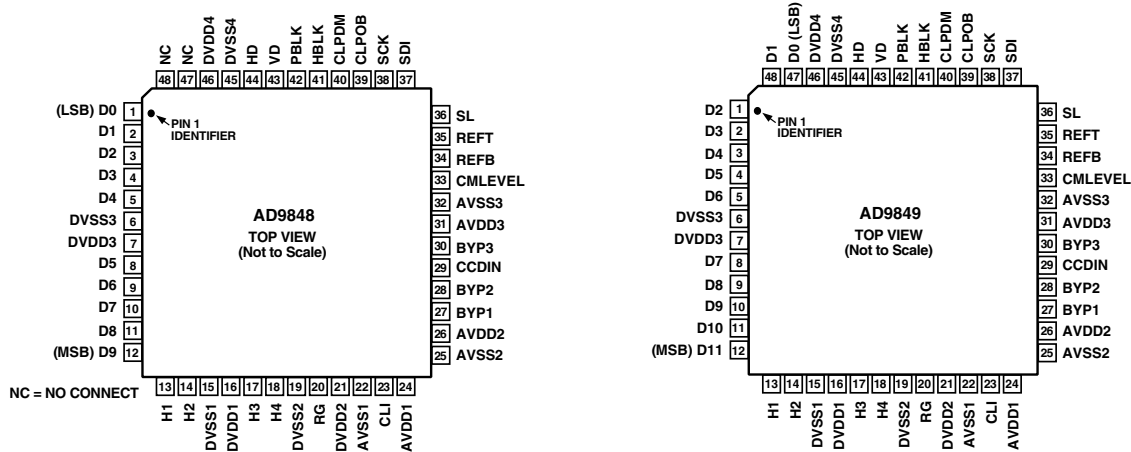 NC NC DVDD4 DVSS4 HD VD PBLK HBLK CLPDM CLPOB SCK SDI
48 47 46 45 44 43 42 41 40 39 38 37
(LSB) D0 1
D1 2
D2 3
D3 4
D4 5
DVSS3 6
DVDD3 7
D5 8
D6 9
D7 10
D8 11
(MSB) D9 12
PIN 1
IDENTIFIER
AD9848
TOP VIEW
(Not to Scale)
36 SL
35 REFT
34 REFB
33 CMLEVEL
32 AVSS3
31 AVDD3
30 BYP3
29 CCDIN
28 BYP2
27 BYP1
26 AVDD2
25 AVSS2
13 14 15 16 17 18 19 20 21 22 23 24
H1 H2 DVSS1 DVDD1 H3 H4 DVSS2 RG DVDD2 AVSS1 CLI AVDD1
NC = NO CONNECT
D1 D0 (LSB) DVDD4 DVSS4 HD VD PBLK HBLK CLPDM CLPOB SCK SDI
48 47 46 45 44 43 42 41 40 39 38 37
D2 1
D3 2
D4 3
D5 4
D6 5
DVSS3 6
DVDD3 7
D7 8
D8 9
D9 10
D10 11
(MSB) D11 12
PIN 1
IDENTIFIER
AD9849
TOP VIEW
(Not to Scale)
36 SL
35 REFT
34 REFB
33 CMLEVEL
32 AVSS3
31 AVDD3
30 BYP3
29 CCDIN
28 BYP2
27 BYP1
26 AVDD2
25 AVSS2
13 14 15 16 17 18 19 20 21 22 23 24
H1 H2 DVSS1 DVDD1 H3 H4 DVSS2 RG DVDD2 AVSS1 CLI AVDD1